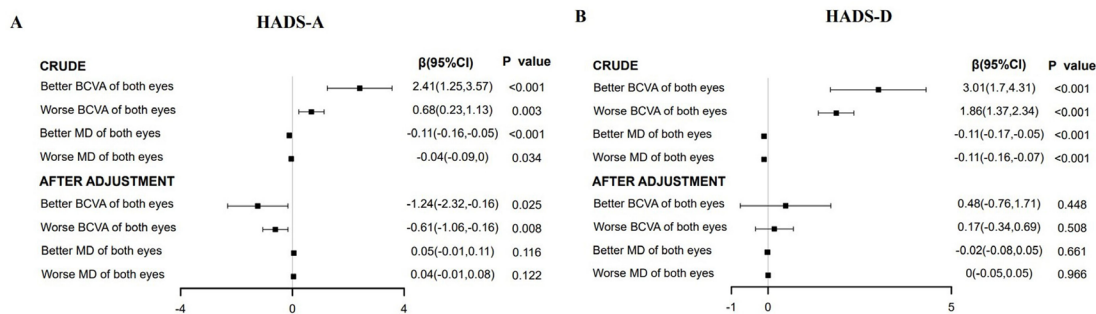 A
HADS-A
CRUDE β(95%CI) P value
Better BCVA of both eyes 2.41(1.25,3.57) <0.001
Worse BCVA of both eyes 0.68(0.23,1.13) 0.003
Better MD of both eyes -0.11(-0.16,-0.05) <0.001
Worse MD of both eyes -0.04(-0.09,0) 0.034
AFTER ADJUSTMENT
Better BCVA of both eyes -1.24(-2.32,-0.16) 0.025
Worse BCVA of both eyes -0.61(-1.06,-0.16) 0.008
Better MD of both eyes 0.05(-0.01,0.11) 0.116
Worse MD of both eyes 0.04(-0.01,0.08) 0.122
-4 0 4
B
HADS-D
CRUDE β(95%CI) P value
Better BCVA of both eyes 3.01(1.7,4.31) <0.001
Worse BCVA of both eyes 1.86(1.37,2.34) <0.001
Better MD of both eyes -0.11(-0.17,-0.05) <0.001
Worse MD of both eyes -0.11(-0.16,-0.07) <0.001
AFTER ADJUSTMENT
Better BCVA of both eyes 0.48(-0.76,1.71) 0.448
Worse BCVA of both eyes 0.17(-0.34,0.69) 0.508
Better MD of both eyes -0.02(-0.08,0.05) 0.661
Worse MD of both eyes 0(-0.05,0.05) 0.966
-1 0 5